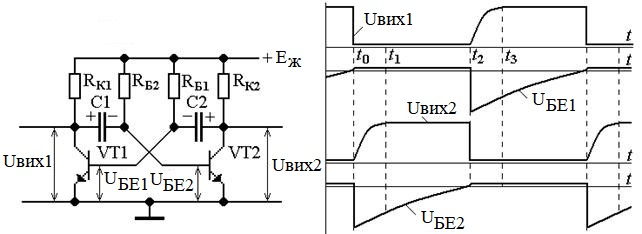 + Eж
RК1 RБ2 RБ1 RК2
C1 C2
+ − − +
VT1 VT2
Uвих1 UБЕ1 UБЕ2 Uвих2
Uвих1 t
t0 t1 t2 t3 t
UБЕ1
Uвих2
t
t
UБЕ2